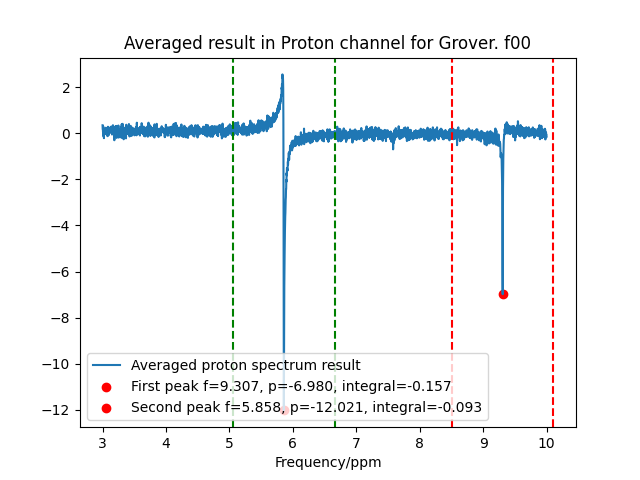 Averaged result in Proton channel for Grover. f00
2
0
−2
−4
−6
−8
−10
−12
Averaged proton spectrum result
First peak f=9.307, p=-6.980, integral=-0.157
Second peak f=5.858, p=-12.021, integral=-0.093
3 4 5 6 7 8 9 10
Frequency/ppm